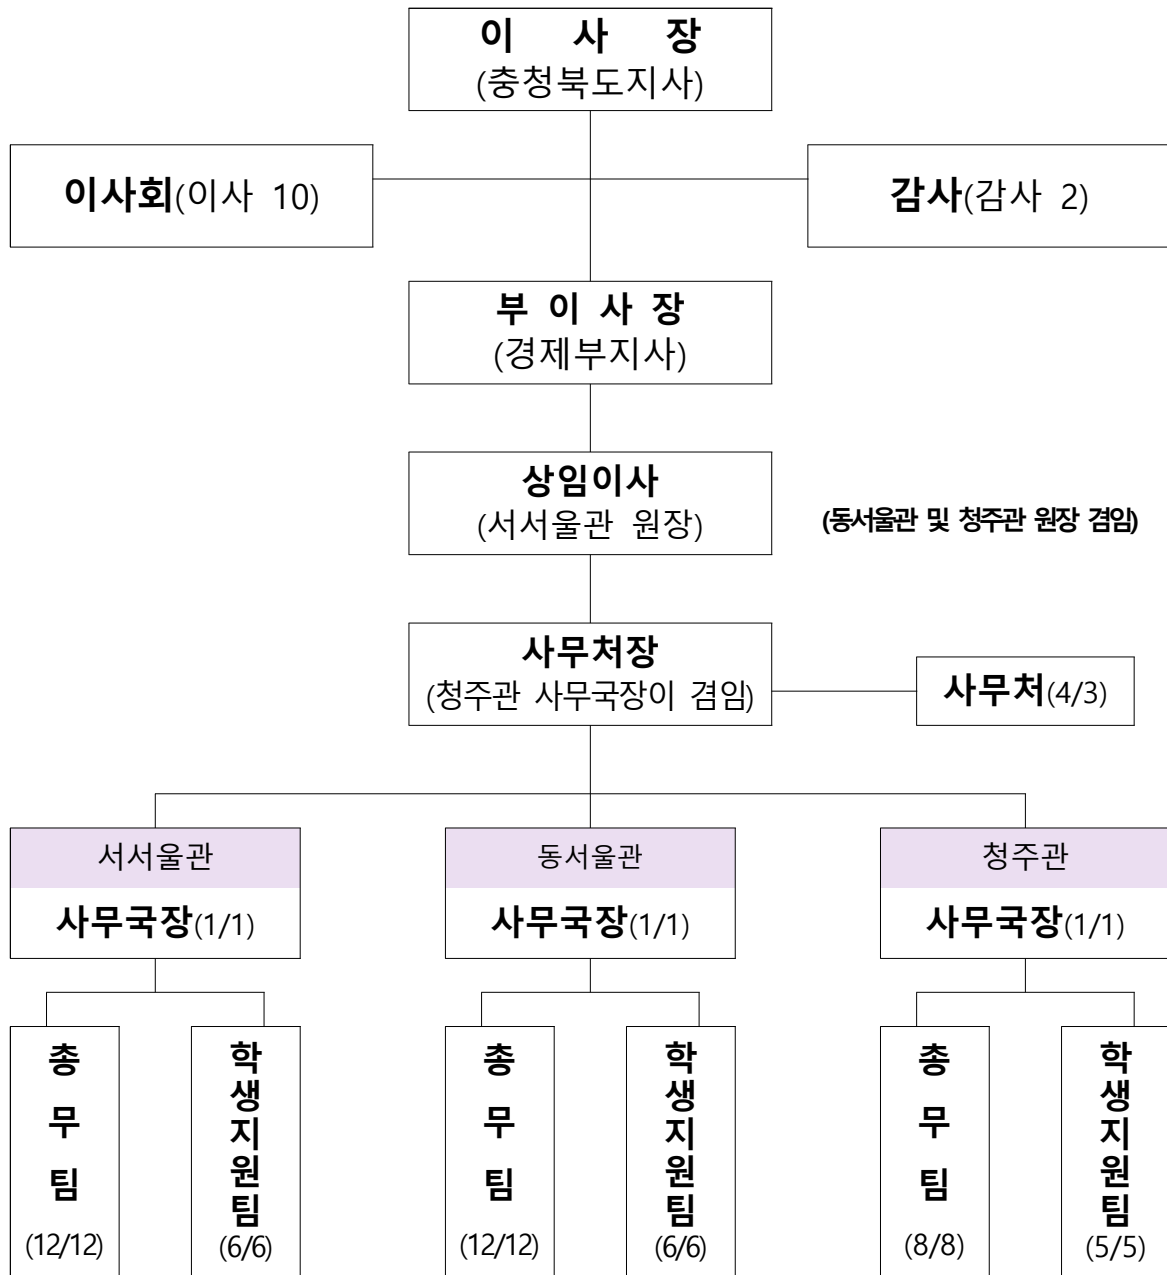 이 사 장
(충청북도지사)
이사회(이사 10)
감사(감사 2)
부 이 사 장
(경제부지사)
상임이사
(서서울관 원장)
(동서울관 및 청주관 원장 겸임)
사무처장
(청주관 사무국장이 겸임)
사무처(4/3)
서서울관
동서울관
청주관
사무국장(1/1)
사무국장(1/1)
사무국장(1/1)
총무팀
(12/12)
학생지원팀
(6/6)
총무팀
(12/12)
학생지원팀
(6/6)
총무팀
(8/8)
학생지원팀
(5/5)